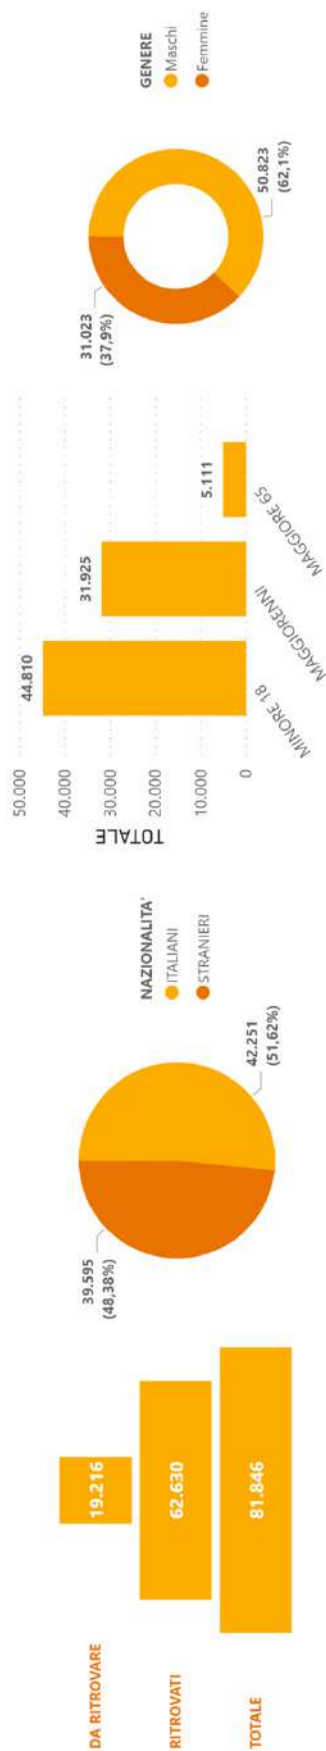 DA RITROVARE
19.216
RITROVATI
62.630
TOTALE
81.846
39.595
(48,38%)
42.251
(51,62%)
NAZIONALITA'
ITALIANI
STRANIERI
TOTALE
50.000
40.000
30.000
20.000
10.000
0
44.810
31.925
5.111
MINORE 18
MAGGIORENNI
MAGGIORE 65
31.023
(37,9%)
50.823
(62,1%)
GENERE
Maschi
Femmine